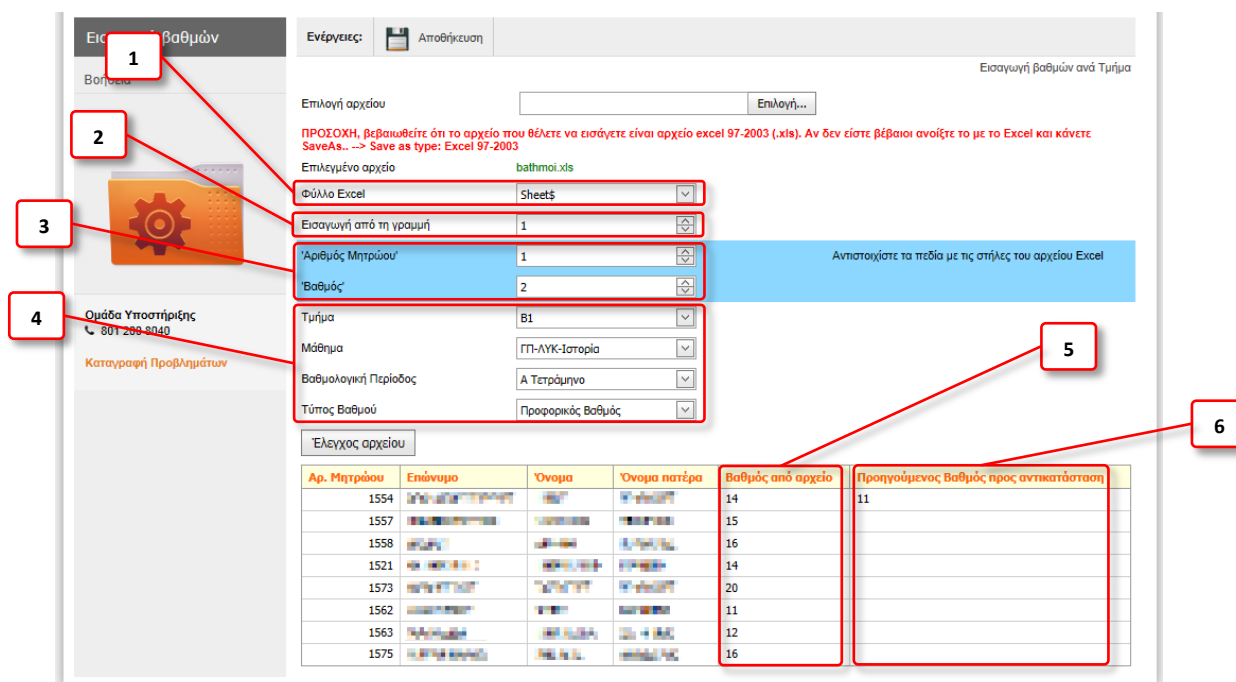 Ενέργειες: Αποθήκευση
Βοήθεια
Εισαγωγή βαθμών ανά Τμήμα
Επιλογή αρχείου Επιλογή...
ΠΡΟΣΟΧΗ, βεβαιωθείτε ότι το αρχείο που θέλετε να εισάγετε είναι αρχείο excel 97-2003 (.xls). Αν δεν είστε βέβαιοι ανοίξτε το με το Excel και κάνετε
SaveAs.. --> Save as type: Excel 97-2003
Επιλεγμένο αρχείο bathmoi.xls
1
Φύλλο Excel Sheet$
2
Εισαγωγή από τη γραμμή 1
3
'Αριθμός Μητρώου' 1 Αντιστοιχίστε τα πεδία με τις στήλες του αρχείου Excel
'Βαθμός' 2
4
Ομάδα Υποστήριξης
801 200 8040
Καταγραφή Προβλημάτων
Τμήμα B1
Μάθημα ΓΠ-ΛΥΚ-Ιστορία
Βαθμολογική Περίοδος Α Τετράμηνο
Τύπος Βαθμού Προφορικός Βαθμός
5
6
Έλεγχος αρχείου
Αρ. Μητρώου Επώνυμο Όνομα Όνομα πατέρα Βαθμός από αρχείο Προηγούμενος Βαθμός προς αντικατάσταση
1554 14 11
1557 15
1558 16
1521 14
1573 20
1562 11
1563 12
1575 16